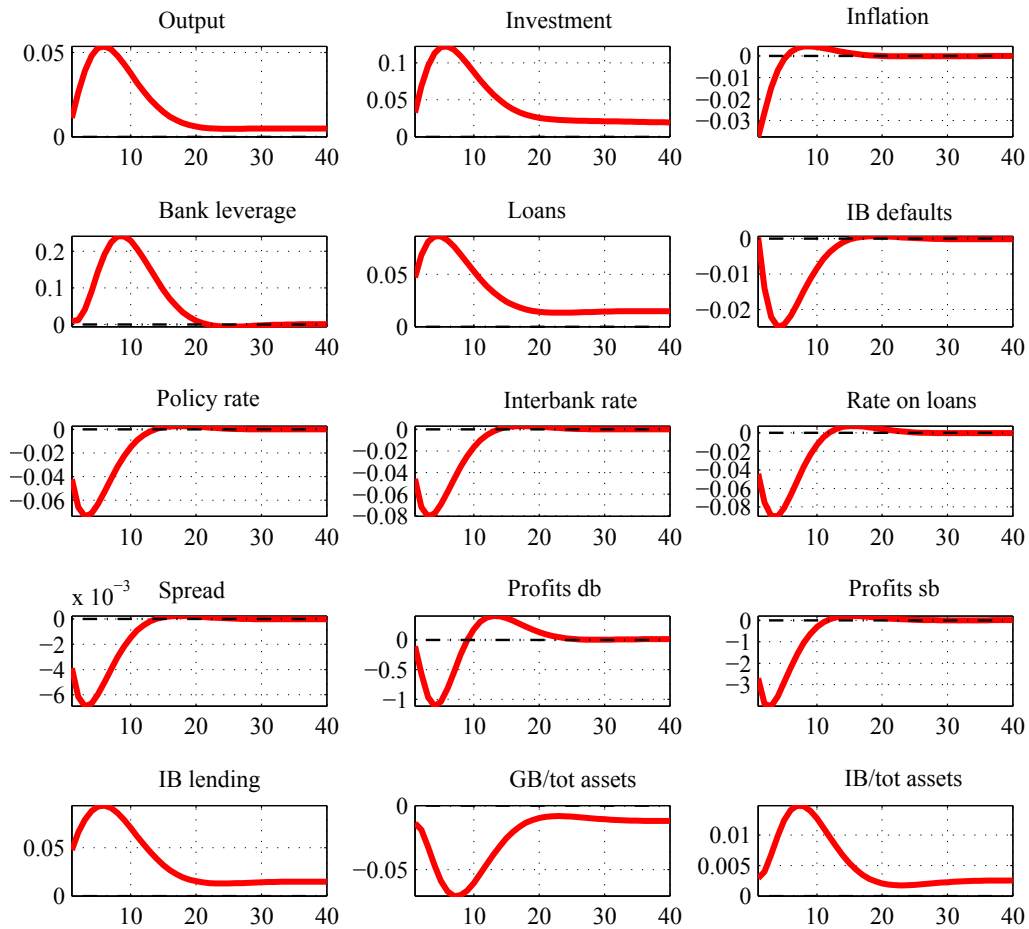 Output Investment Inflation
0.05
0
10 20 30 40
0.1
0.05
0
10 20 30 40
0
−0.01
−0.02
−0.03
10 20 30 40
Bank leverage Loans IB defaults
0.2
0.1
0
10 20 30 40
0.05
0
10 20 30 40
0
−0.01
−0.02
10 20 30 40
Policy rate Interbank rate Rate on loans
0
−0.02
−0.04
−0.06
10 20 30 40
0
−0.02
−0.04
−0.06
−0.08
10 20 30 40
0
−0.02
−0.04
−0.06
−0.08
10 20 30 40
x 10−3 Spread Profits db Profits sb
0
−2
−4
−6
10 20 30 40
0
−0.5
−1
10 20 30 40
0
−1
−2
−3
10 20 30 40
IB lending GB/tot assets IB/tot assets
0.05
0
10 20 30 40
0
−0.05
10 20 30 40
0.01
0.005
0
10 20 30 40